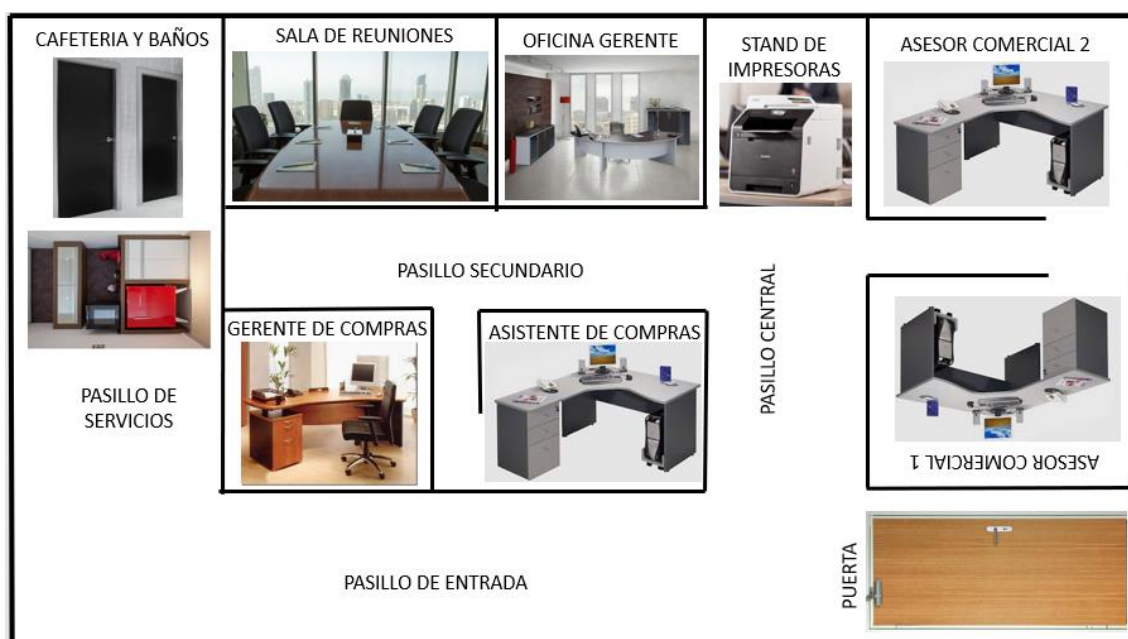 CAFETERIA Y BAÑOS
SALA DE REUNIONES
OFICINA GERENTE
STAND DE
IMPRESORAS
ASESOR COMERCIAL 2
PASILLO SECUNDARIO
PASILLO CENTRAL
GERENTE DE COMPRAS
ASISTENTE DE COMPRAS
PASILLO DE
SERVICIOS
ASESOR COMERCIAL 1
PASILLO DE ENTRADA
PUERTA